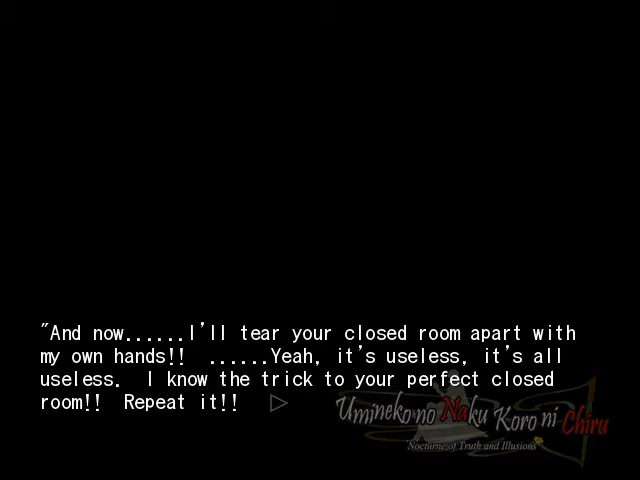 "And now......I'll tear your closed room apart with
my own hands!!  ......Yeah, it's useless, it's all
useless.  I know the trick to your perfect closed
room!!  Repeat it!!
Umineko no Naku Koro ni Chiru
Nocturne of Truth and Illusions